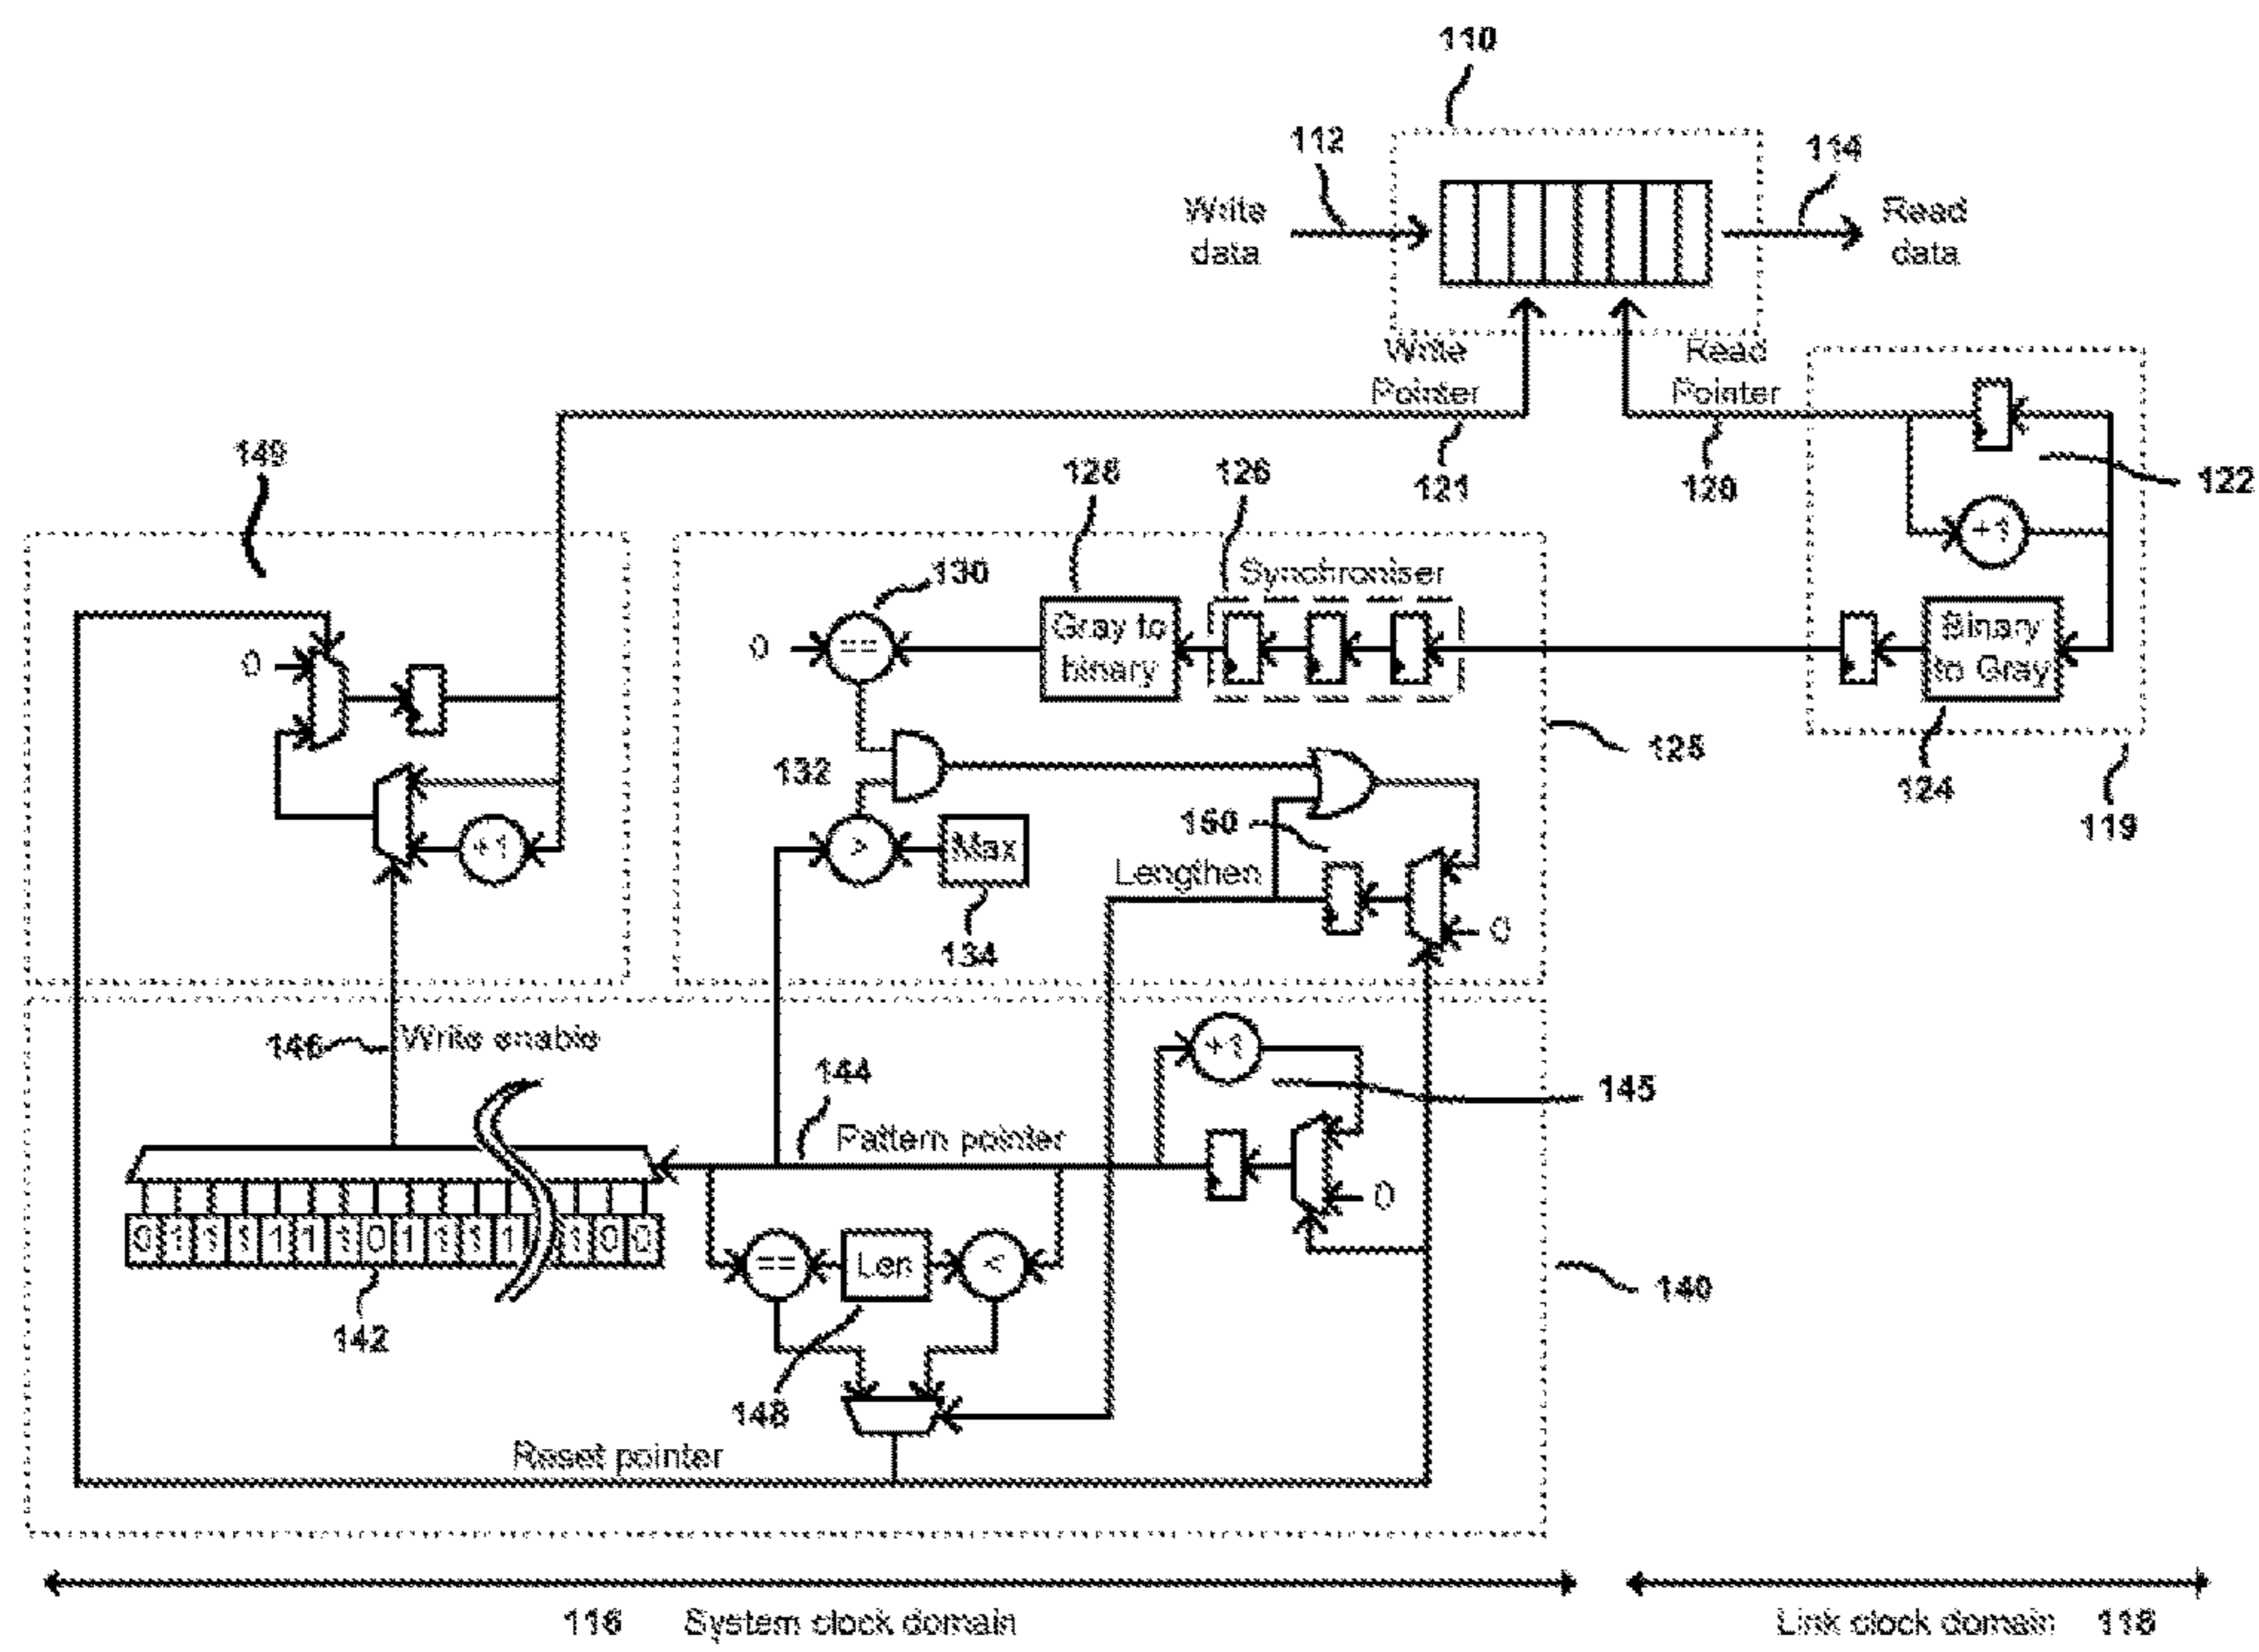 110
112
114
Write
data
Read
data
Write
Pointer
Read
Pointer
149
128
126
121
120
122
+1
130
Synchroniser
0
==
Gray to
binary
Binary
to Gray
0
132
125
124
119
+1
>
Max
150
Lengthen
134
0
146
Write enable
144
+1
145
Pattern pointer
0
0 1 1 1 1 1 1 0 1 1 1 1 1 0 0
==
Len
<
140
142
148
Reset pointer
116 System clock domain
Link clock domain 118